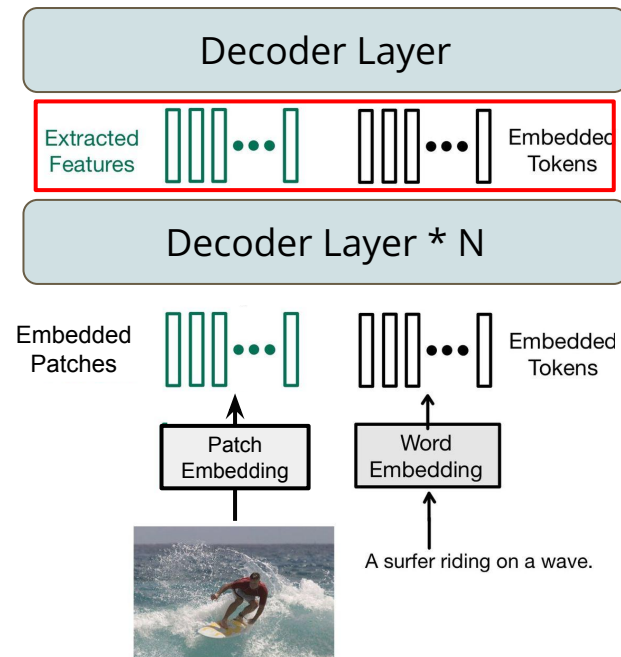 Decoder Layer
Extracted
Features
Embedded
Tokens
Decoder Layer * N
Embedded
Patches
Embedded
Tokens
Patch
Embedding
Word
Embedding
A surfer riding on a wave.